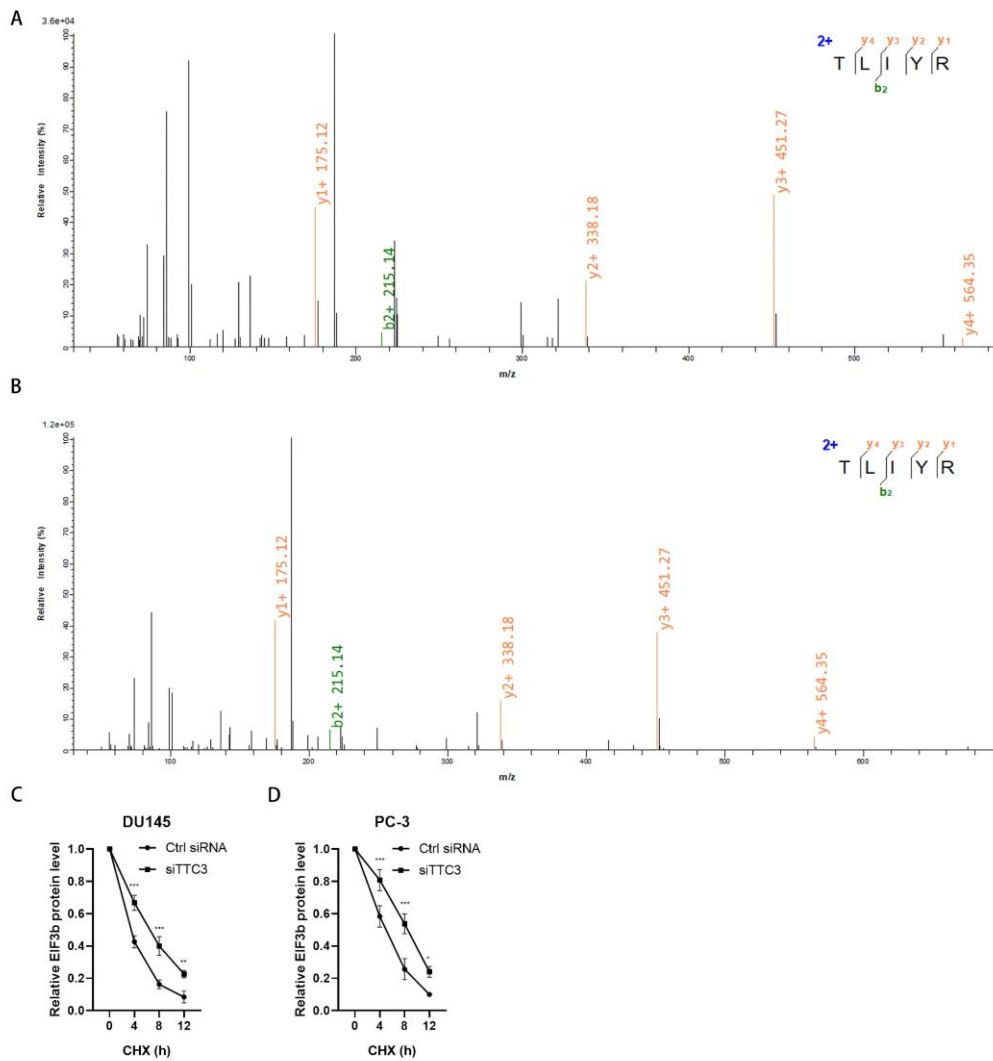 A
3.6e+04
2+
y4 y3 y2 y1
T L I Y R
b2
Relative Intensity (%)
100
90
80
70
60
50
40
30
20
10
0
y1+ 175.12
b2+ 215.14
y2+ 338.18
y3+ 451.27
y4+ 564.35
100 200 300 400 500
m/z
B
1.2e+05
2+
y4 y3 y2 y1
T L I Y R
b2
Relative Intensity (%)
100
90
80
70
60
50
40
30
20
10
0
y1+ 175.12
b2+ 215.14
y2+ 338.18
y3+ 451.27
y4+ 564.35
100 200 300 400 500 600
m/z
C
DU145
Ctrl siRNA
siTTC3
Relative EIF3b protein level
1.0
0.8
0.6
0.4
0.2
0.0
***
***
**
0 4 8 12
CHX (h)
D
PC-3
Ctrl siRNA
siTTC3
Relative EIF3b protein level
1.0
0.8
0.6
0.4
0.2
0.0
***
***
*
0 4 8 12
CHX (h)